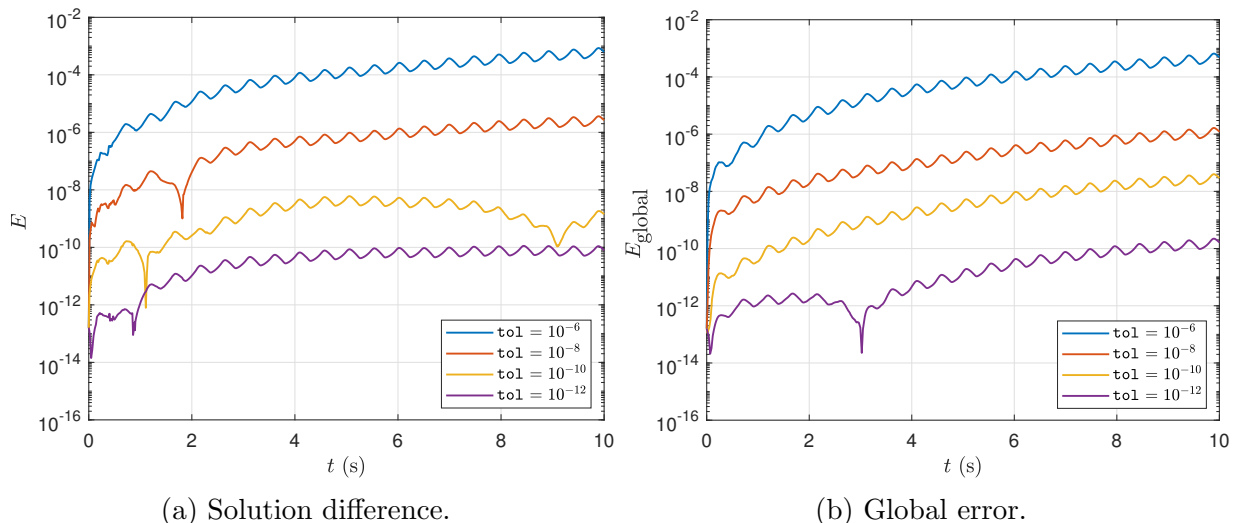 10^{-2}
10^{-4}
10^{-6}
10^{-8}
10^{-10}
10^{-12}
10^{-14}
10^{-16}
E
0 2 4 6 8 10
t (s)
tol = 10^{-6}
tol = 10^{-8}
tol = 10^{-10}
tol = 10^{-12}
(a) Solution difference.
10^{-2}
10^{-4}
10^{-6}
10^{-8}
10^{-10}
10^{-12}
10^{-14}
10^{-16}
E_{global}
0 2 4 6 8 10
t (s)
tol = 10^{-6}
tol = 10^{-8}
tol = 10^{-10}
tol = 10^{-12}
(b) Global error.